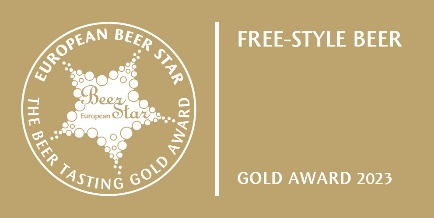 EUROPEAN BEER STAR
Beer
European Star
THE BEER TASTING GOLD AWARD
FREE-STYLE BEER
GOLD AWARD 2023